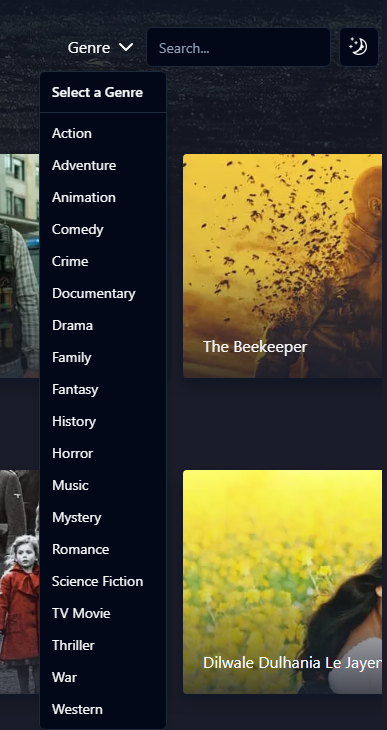 Genre
Search...
Select a Genre
Action
Adventure
Animation
Comedy
Crime
Documentary
Drama
Family
Fantasy
History
Horror
Music
Mystery
Romance
Science Fiction
TV Movie
Thriller
War
Western
The Beekeeper
Dilwale Dulhania Le Jayen